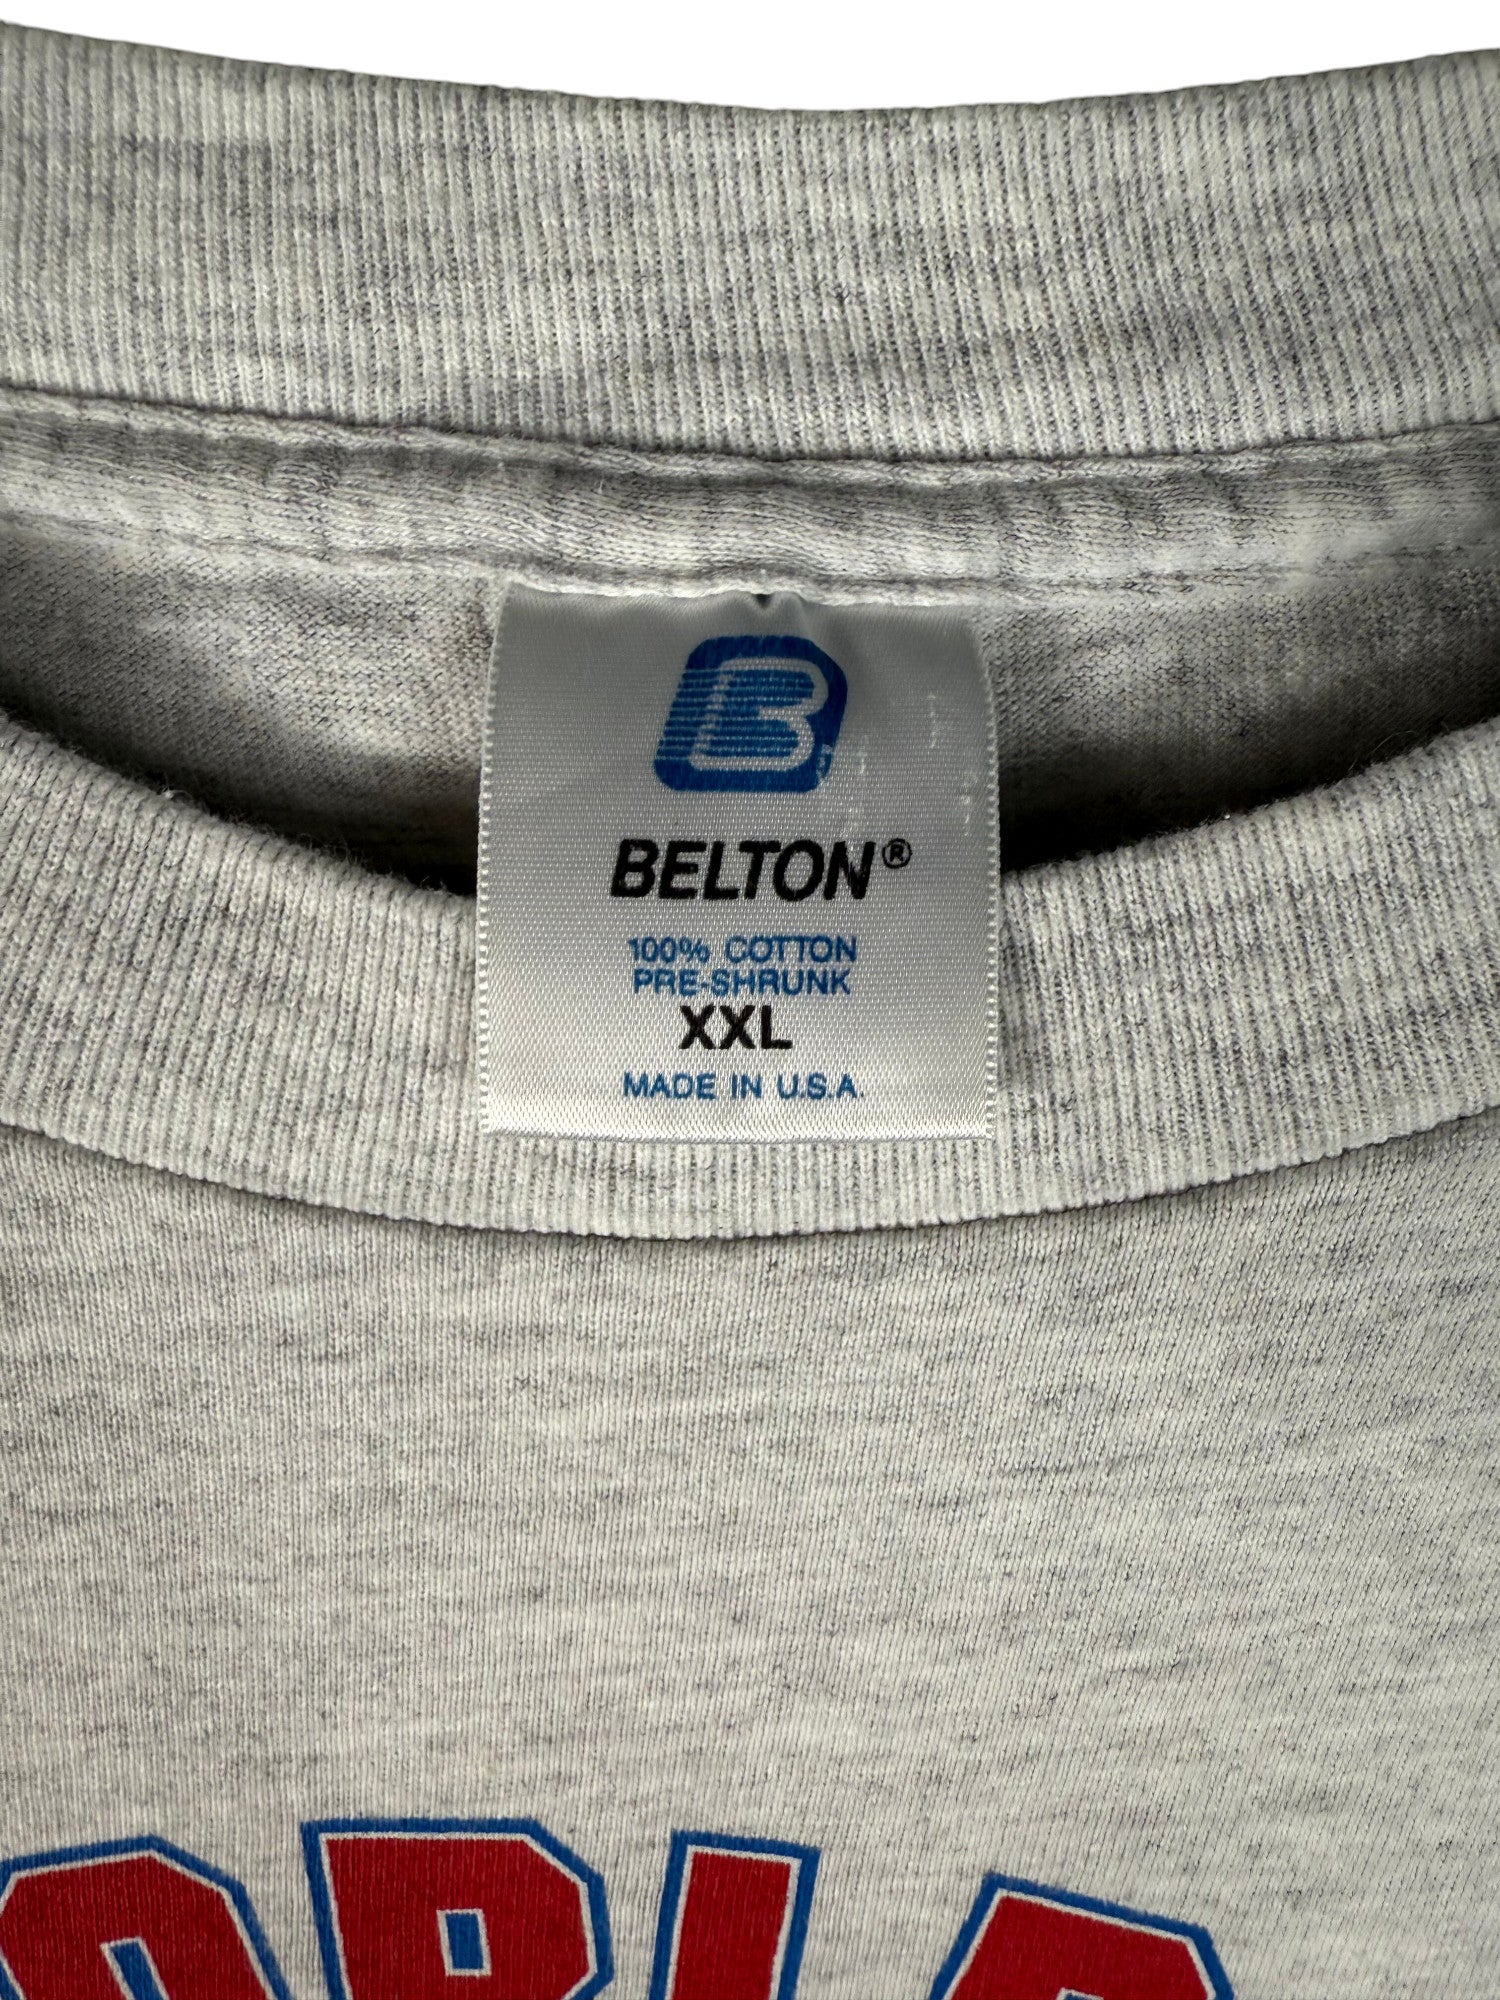 B
BELTON®
100% COTTON
PRE-SHRUNK
XXL
MADE IN U.S.A.